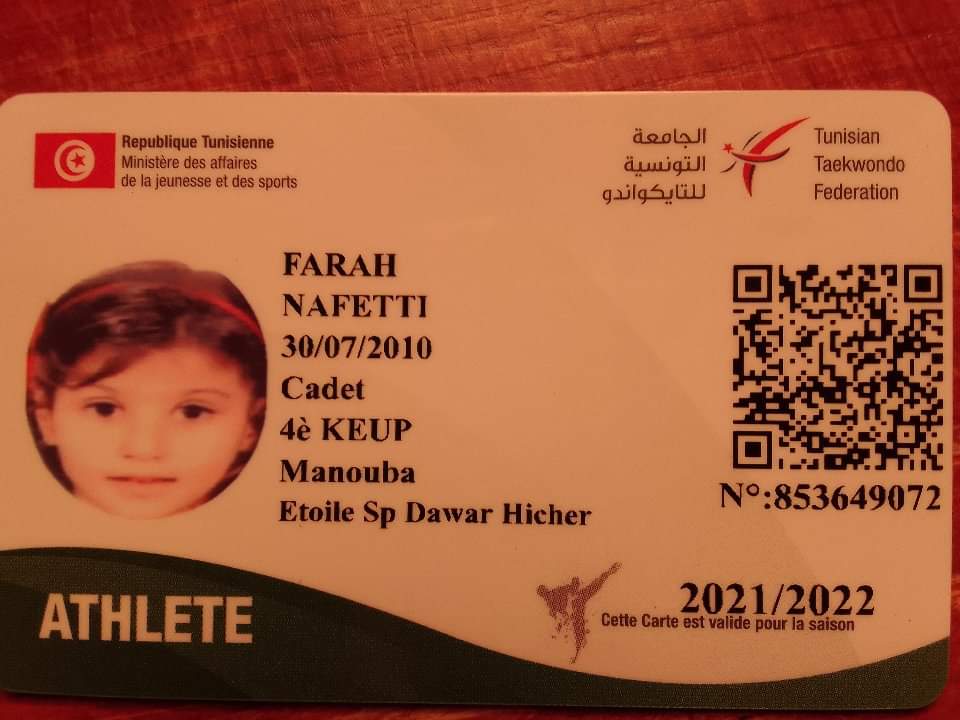 Republique Tunisienne
Ministère des affaires
de la jeunesse et des sports
الجامعة
التونسية
للتايكواندو
Tunisian
Taekwondo
Federation
FARAH
NAFETTI
30/07/2010
Cadet
4è KEUP
Manouba
Etoile Sp Dawar Hicher
N°:853649072
ATHLETE
2021/2022
Cette Carte est valide pour la saison